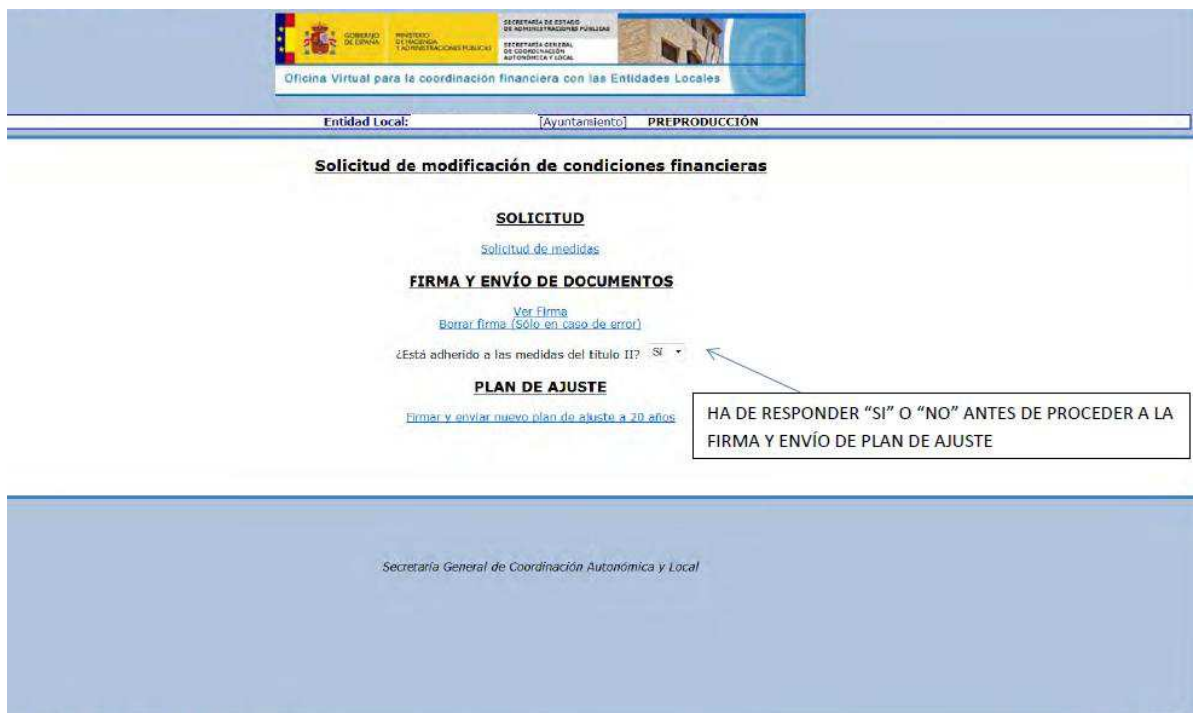 GOBIERNO
DE ESPAÑA
MINISTERIO
DE HACIENDA
Y ADMINISTRACIONES PÚBLICAS
SECRETARÍA DE ESTADO
DE ADMINISTRACIONES PÚBLICAS
SECRETARÍA GENERAL
DE COORDINACIÓN
AUTONÓMICA Y LOCAL
Oficina Virtual para la coordinación financiera con las Entidades Locales
Entidad Local: [Ayuntamiento] PREPRODUCCIÓN
Solicitud de modificación de condiciones financieras
SOLICITUD
Solicitud de medidas
FIRMA Y ENVÍO DE DOCUMENTOS
Ver Firma
Borrar firma (Sólo en caso de error)
¿Está adherido a las medidas del título II? Sí
PLAN DE AJUSTE
Firmar y enviar nuevo plan de ajuste a 20 años
HA DE RESPONDER “SI” O “NO” ANTES DE PROCEDER A LA
FIRMA Y ENVÍO DE PLAN DE AJUSTE
Secretaría General de Coordinación Autonómica y Local